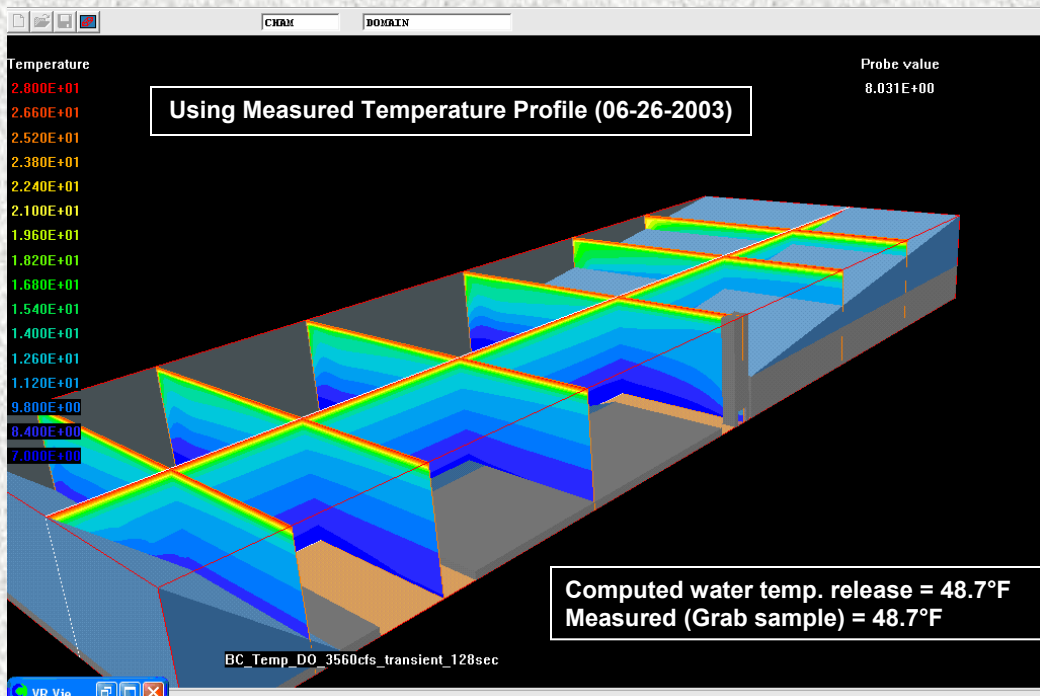 CHAM DOMAIN
Temperature
2.800E+01
2.660E+01
2.520E+01
2.380E+01
2.240E+01
2.100E+01
1.960E+01
1.820E+01
1.680E+01
1.540E+01
1.400E+01
1.260E+01
1.120E+01
9.800E+00
8.400E+00
7.000E+00
Using Measured Temperature Profile (06-26-2003)
Probe value
8.031E+00
Computed water temp. release = 48.7°F
Measured (Grab sample) = 48.7°F
BC_Temp_DO_3560cfs_transient_128sec
VR Vie...